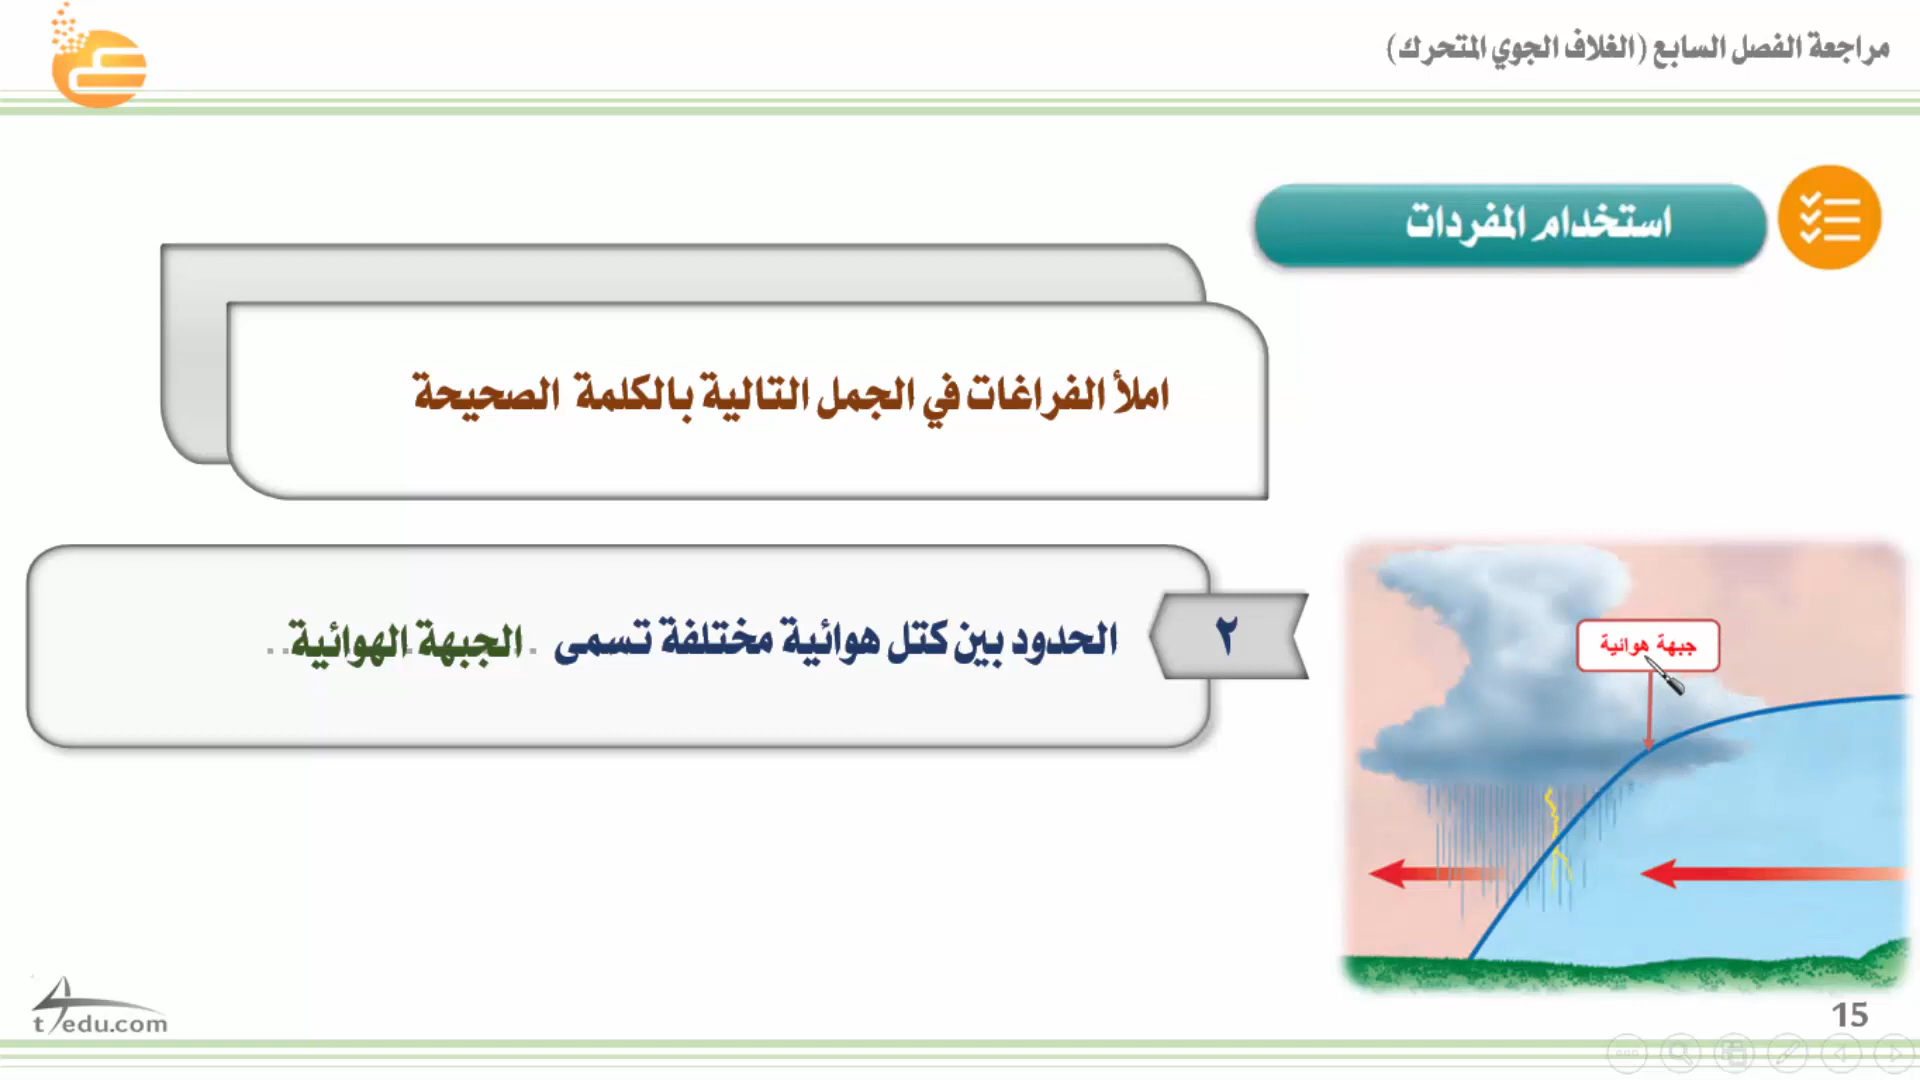 مراجعة الفصل السابع (الغلاف الجوي المتحرك)
استخدام المفردات
املأ الفراغات في الجمل التالية بالكلمة الصحيحة
٢
الحدود بين كتل هوائية مختلفة تسمى الجبهة الهوائية
جبهة هوائية
t4edu.com
15